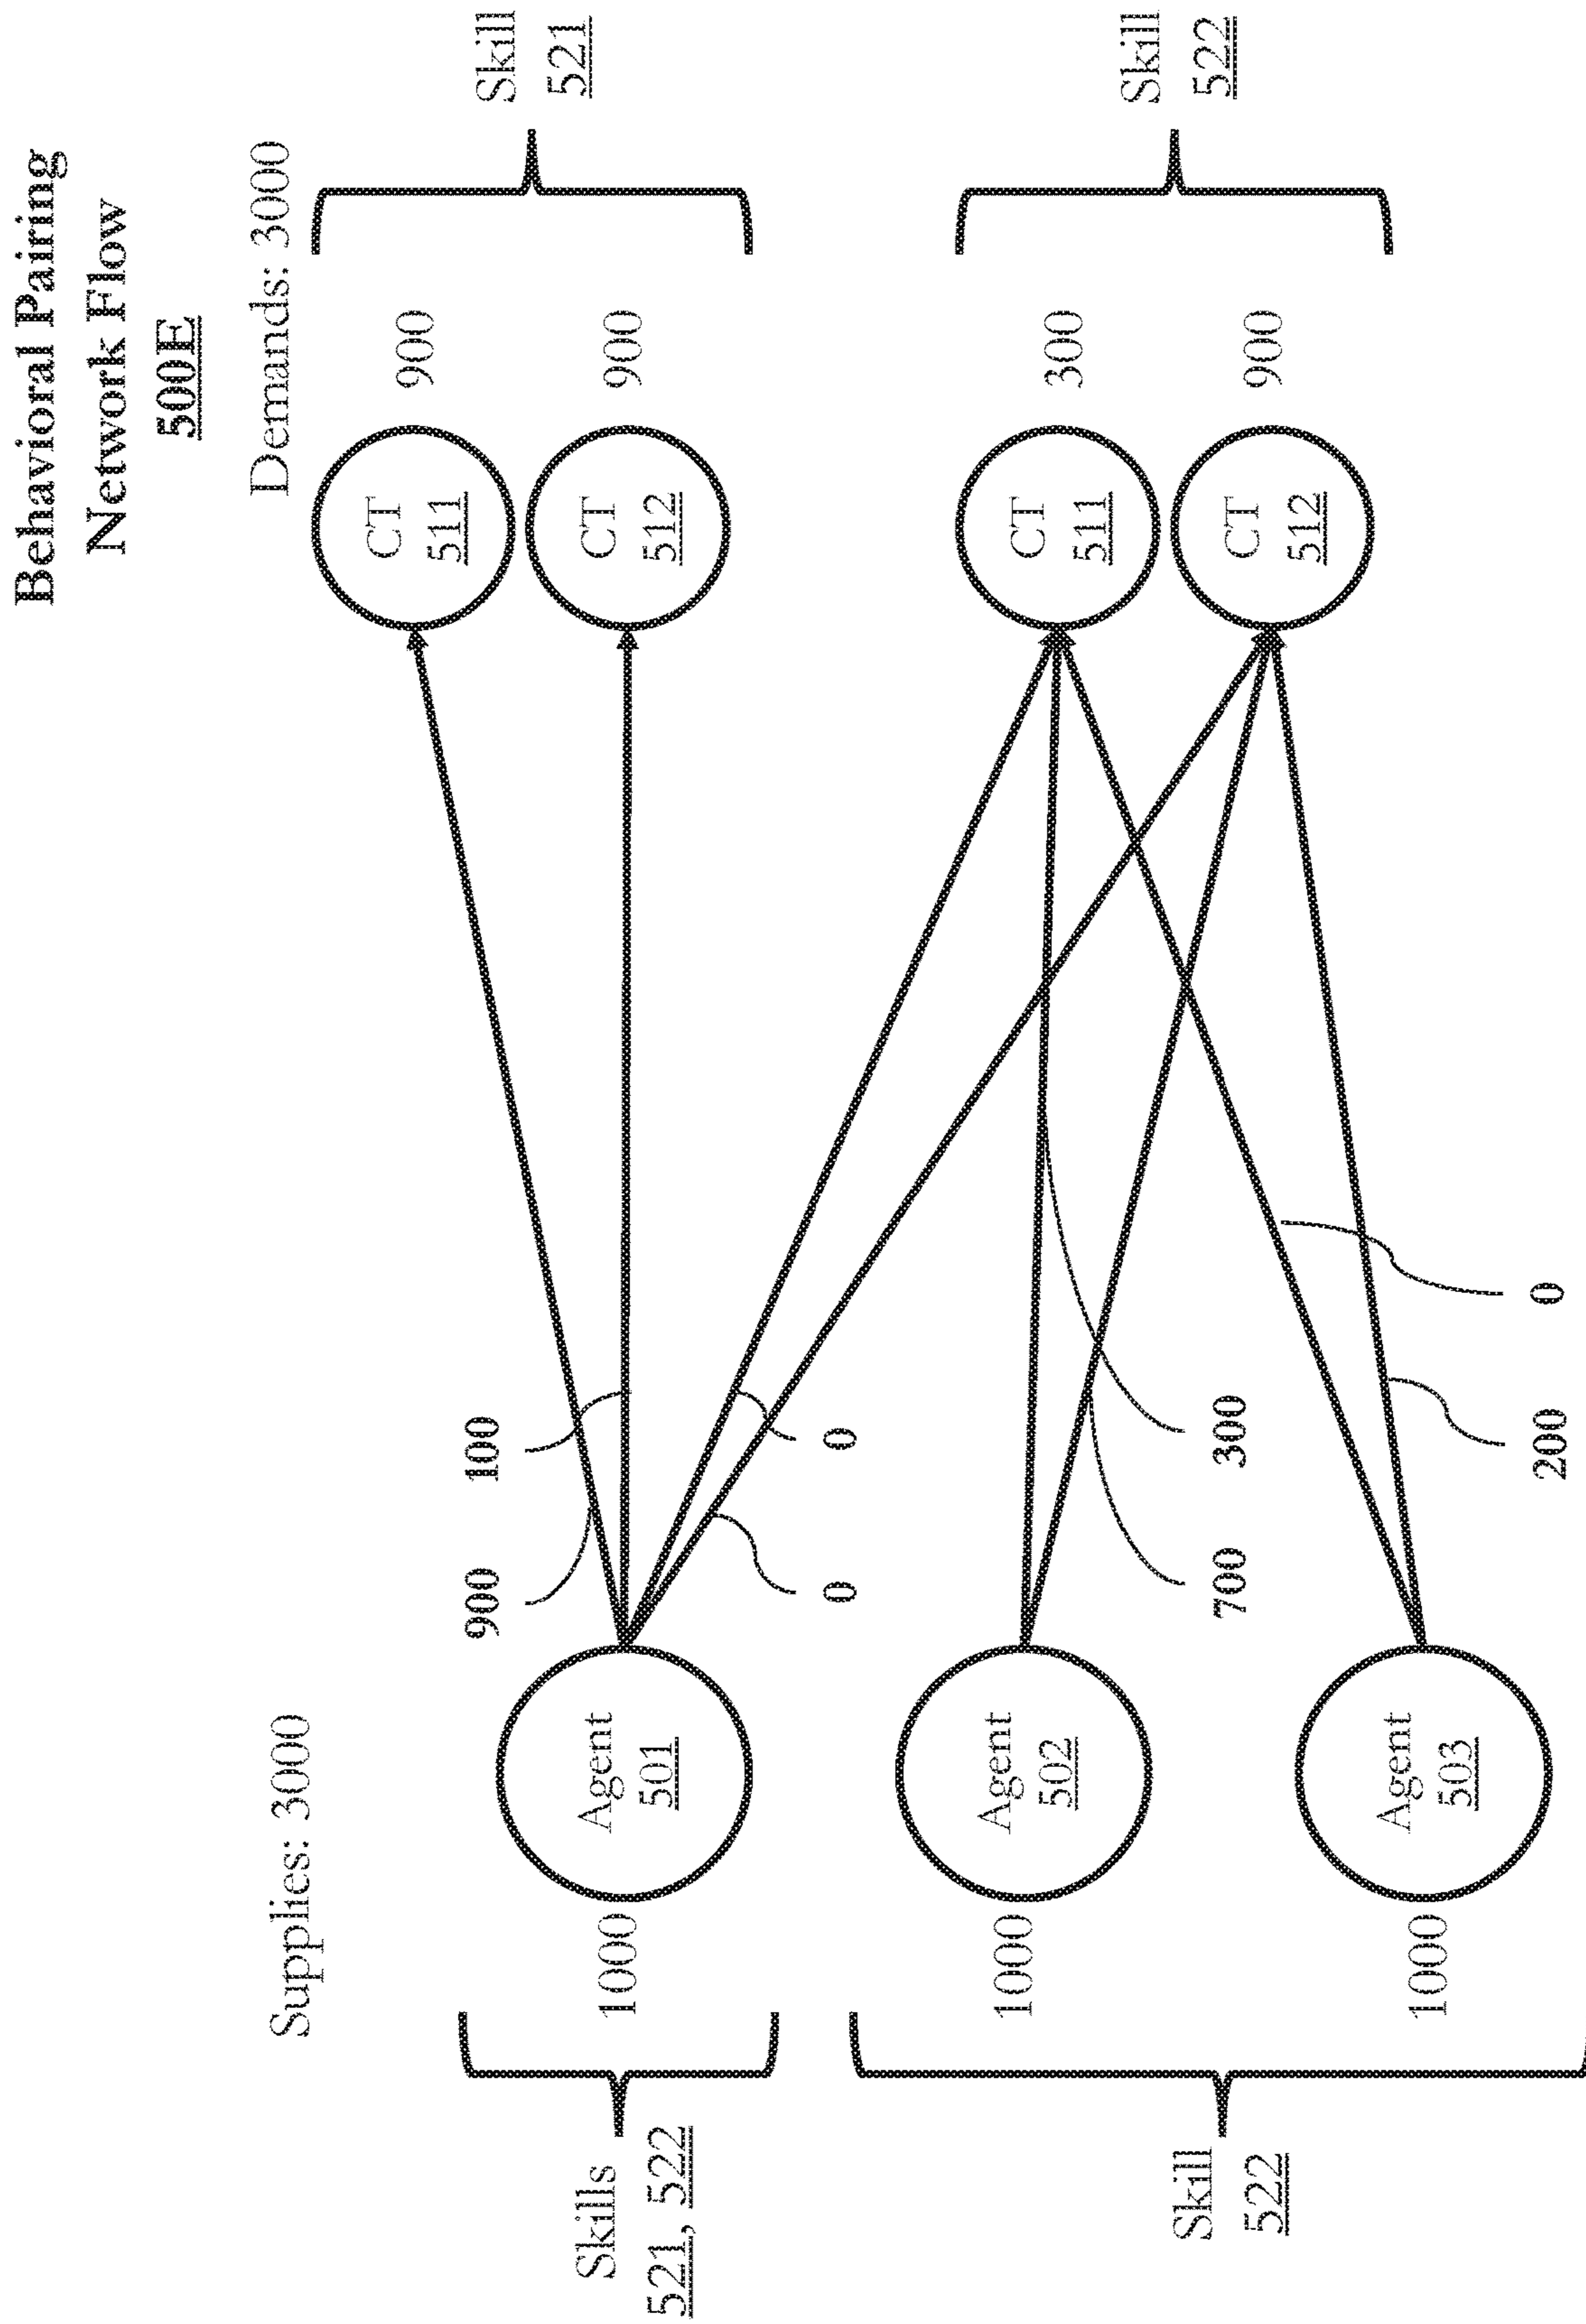 Behavioral Pairing
Network Flow
500E
Supplies: 3000
Demands: 3000
Skills
521, 522
1000
Agent
501
900
100
0
0
CT
511
900
CT
512
900
Skill
521
Skill
522
1000
Agent
502
700
300
1000
Agent
503
200
0
CT
511
300
CT
512
900
Skill
522